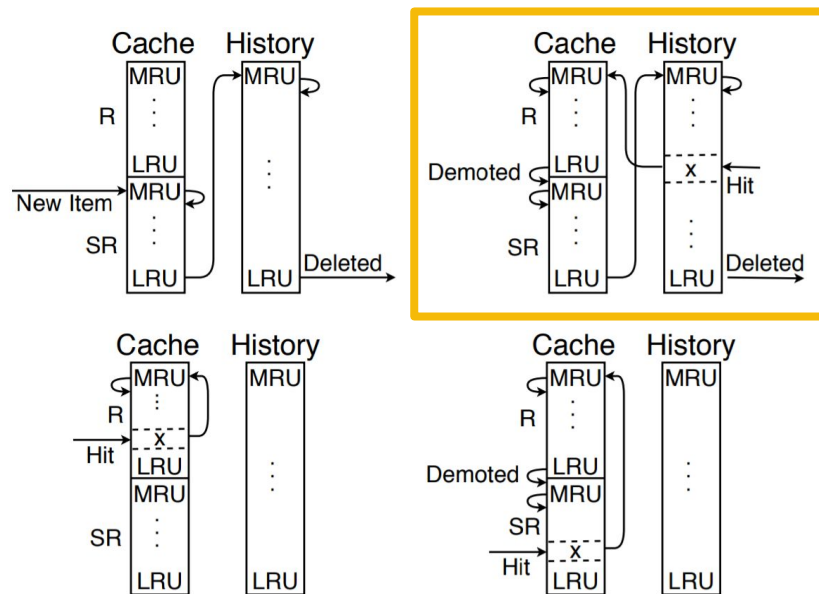 Cache History
MRU MRU
R
LRU
MRU
New Item
SR
LRU LRU
Deleted
Cache History
MRU MRU
R
LRU
Demoted
x
Hit
MRU
SR
LRU LRU
Deleted
Cache History
MRU MRU
R
x
Hit
LRU
MRU
SR
LRU LRU
Cache History
MRU MRU
R
LRU
Demoted
MRU
SR
x
Hit
LRU LRU